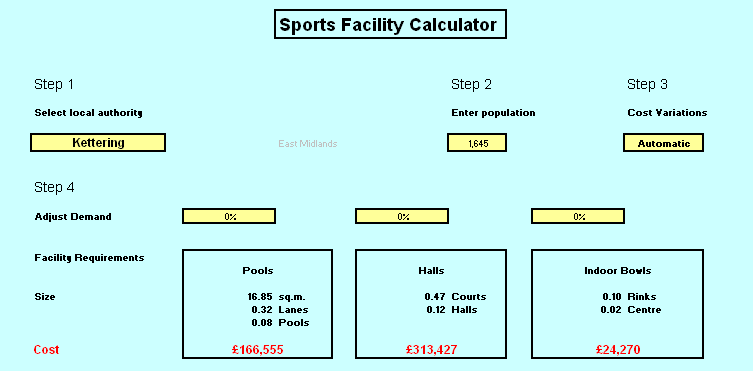 Sports Facility Calculator
Step 1 Step 2 Step 3
Select local authority Enter population Cost Variations
Kettering East Midlands 1,645 Automatic
Step 4
Adjust Demand 0% 0% 0%
Facility Requirements
Pools Halls Indoor Bowls
Size 16.85 sq.m. 0.47 Courts 0.10 Rinks
0.32 Lanes 0.12 Halls 0.02 Centre
0.08 Pools
Cost £166,555 £313,427 £24,270